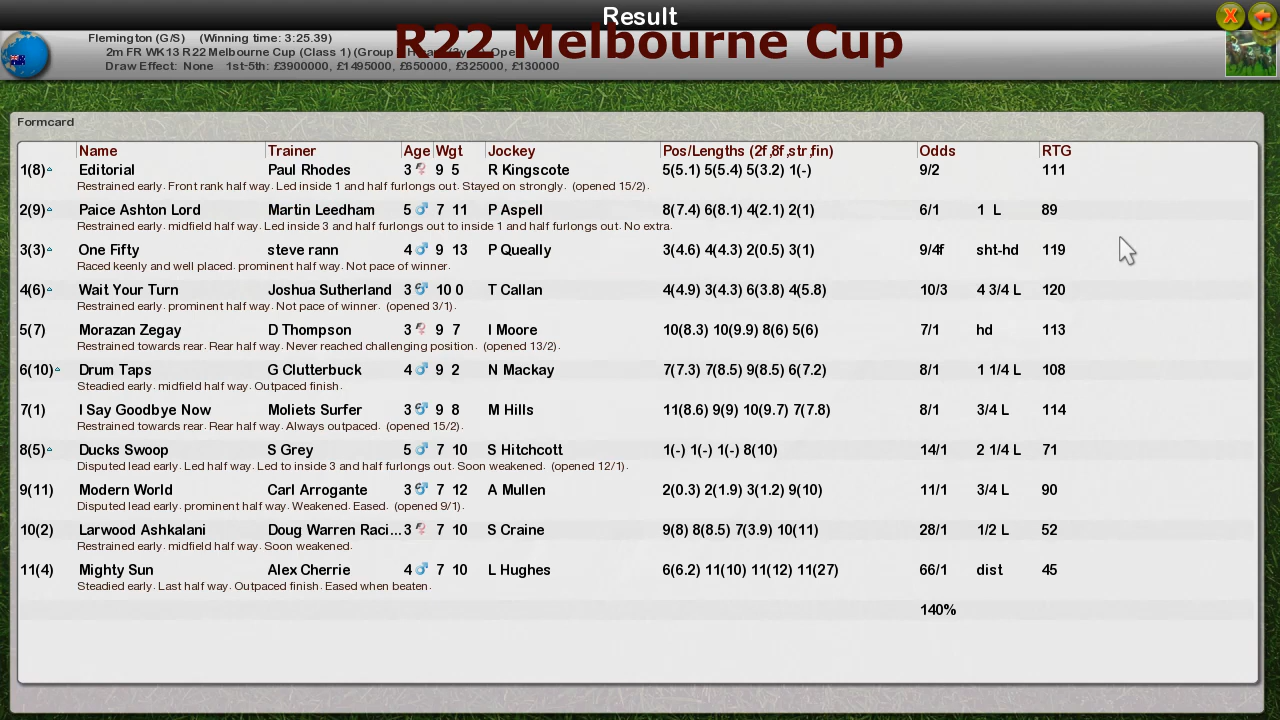 Result
R22 Melbourne Cup
Flemington (G/S) (Winning time: 3:25.39)
2m FR WK13 R22 Melbourne Cup (Class 1) (Group
Draw Effect: None 1st-5th: £3900000, £1495000, £650000, £325000, £130000
Formcard
Name Trainer Age Wgt Jockey Pos/Lengths (2f,8f,str,fin) Odds RTG
1(8) Editorial Paul Rhodes 3 9 5 R Kingscote 5(5.1) 5(5.4) 5(3.2) 1(-) 9/2 111
Restrained early. Front rank half way. Led inside 1 and half furlongs out. Stayed on strongly. (opened 15/2).
2(9) Paice Ashton Lord Martin Leedham 5 7 11 P Aspell 8(7.4) 6(8.1) 4(2.1) 2(1) 6/1 1 L 89
Restrained early. midfield half way. Led inside 3 and half furlongs out to inside 1 and half furlongs out. No extra.
3(3) One Fifty steve rann 4 9 13 P Queally 3(4.6) 4(4.3) 2(0.5) 3(1) 9/4f sht-hd 119
Raced keenly and well placed. prominent half way. Not pace of winner.
4(6) Wait Your Turn Joshua Sutherland 3 10 0 T Callan 4(4.9) 3(4.3) 6(3.8) 4(5.8) 10/3 4 3/4 L 120
Restrained early. prominent half way. Not pace of winner. (opened 3/1).
5(7) Morazan Zegay D Thompson 3 9 7 I Moore 10(8.3) 10(9.9) 8(6) 5(6) 7/1 hd 113
Restrained towards rear. Rear half way. Never reached challenging position. (opened 13/2).
6(10) Drum Taps G Clutterbuck 4 9 2 N Mackay 7(7.3) 7(8.5) 9(8.5) 6(7.2) 8/1 1 1/4 L 108
Steadied early. midfield half way. Outpaced finish.
7(1) I Say Goodbye Now Moliets Surfer 3 9 8 M Hills 11(8.6) 9(9) 10(9.7) 7(7.8) 8/1 3/4 L 114
Restrained towards rear. Rear half way. Always outpaced. (opened 15/2).
8(5) Ducks Swoop S Grey 5 7 10 S Hitchcott 1(-) 1(-) 1(-) 8(10) 14/1 2 1/4 L 71
Disputed lead early. Led half way. Led to inside 3 and half furlongs out. Soon weakened. (opened 12/1).
9(11) Modern World Carl Arrogante 3 7 12 A Mullen 2(0.3) 2(1.9) 3(1.2) 9(10) 11/1 3/4 L 90
Disputed lead early. prominent half way. Weakened. Eased. (opened 9/1).
10(2) Larwood Ashkalani Doug Warren Raci... 3 7 10 S Craine 9(8) 8(8.5) 7(3.9) 10(11) 28/1 1/2 L 52
Restrained early. midfield half way. Soon weakened.
11(4) Mighty Sun Alex Cherrie 4 7 10 L Hughes 6(6.2) 11(10) 11(12) 11(27) 66/1 dist 45
Steadied early. Last half way. Outpaced finish. Eased when beaten.
140%